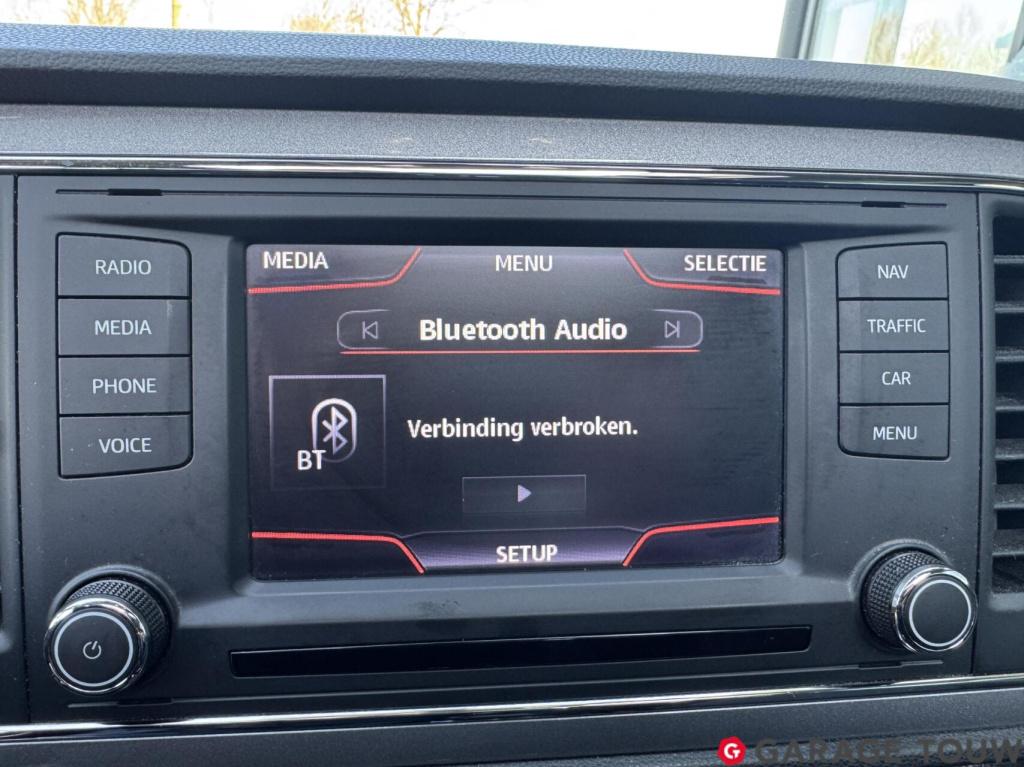 MEDIA
MENU
SELECTIE
Bluetooth Audio
BT
Verbinding verbroken.
SETUP
RADIO
MEDIA
PHONE
VOICE
NAV
TRAFFIC
CAR
MENU
G GARAGE TOUW